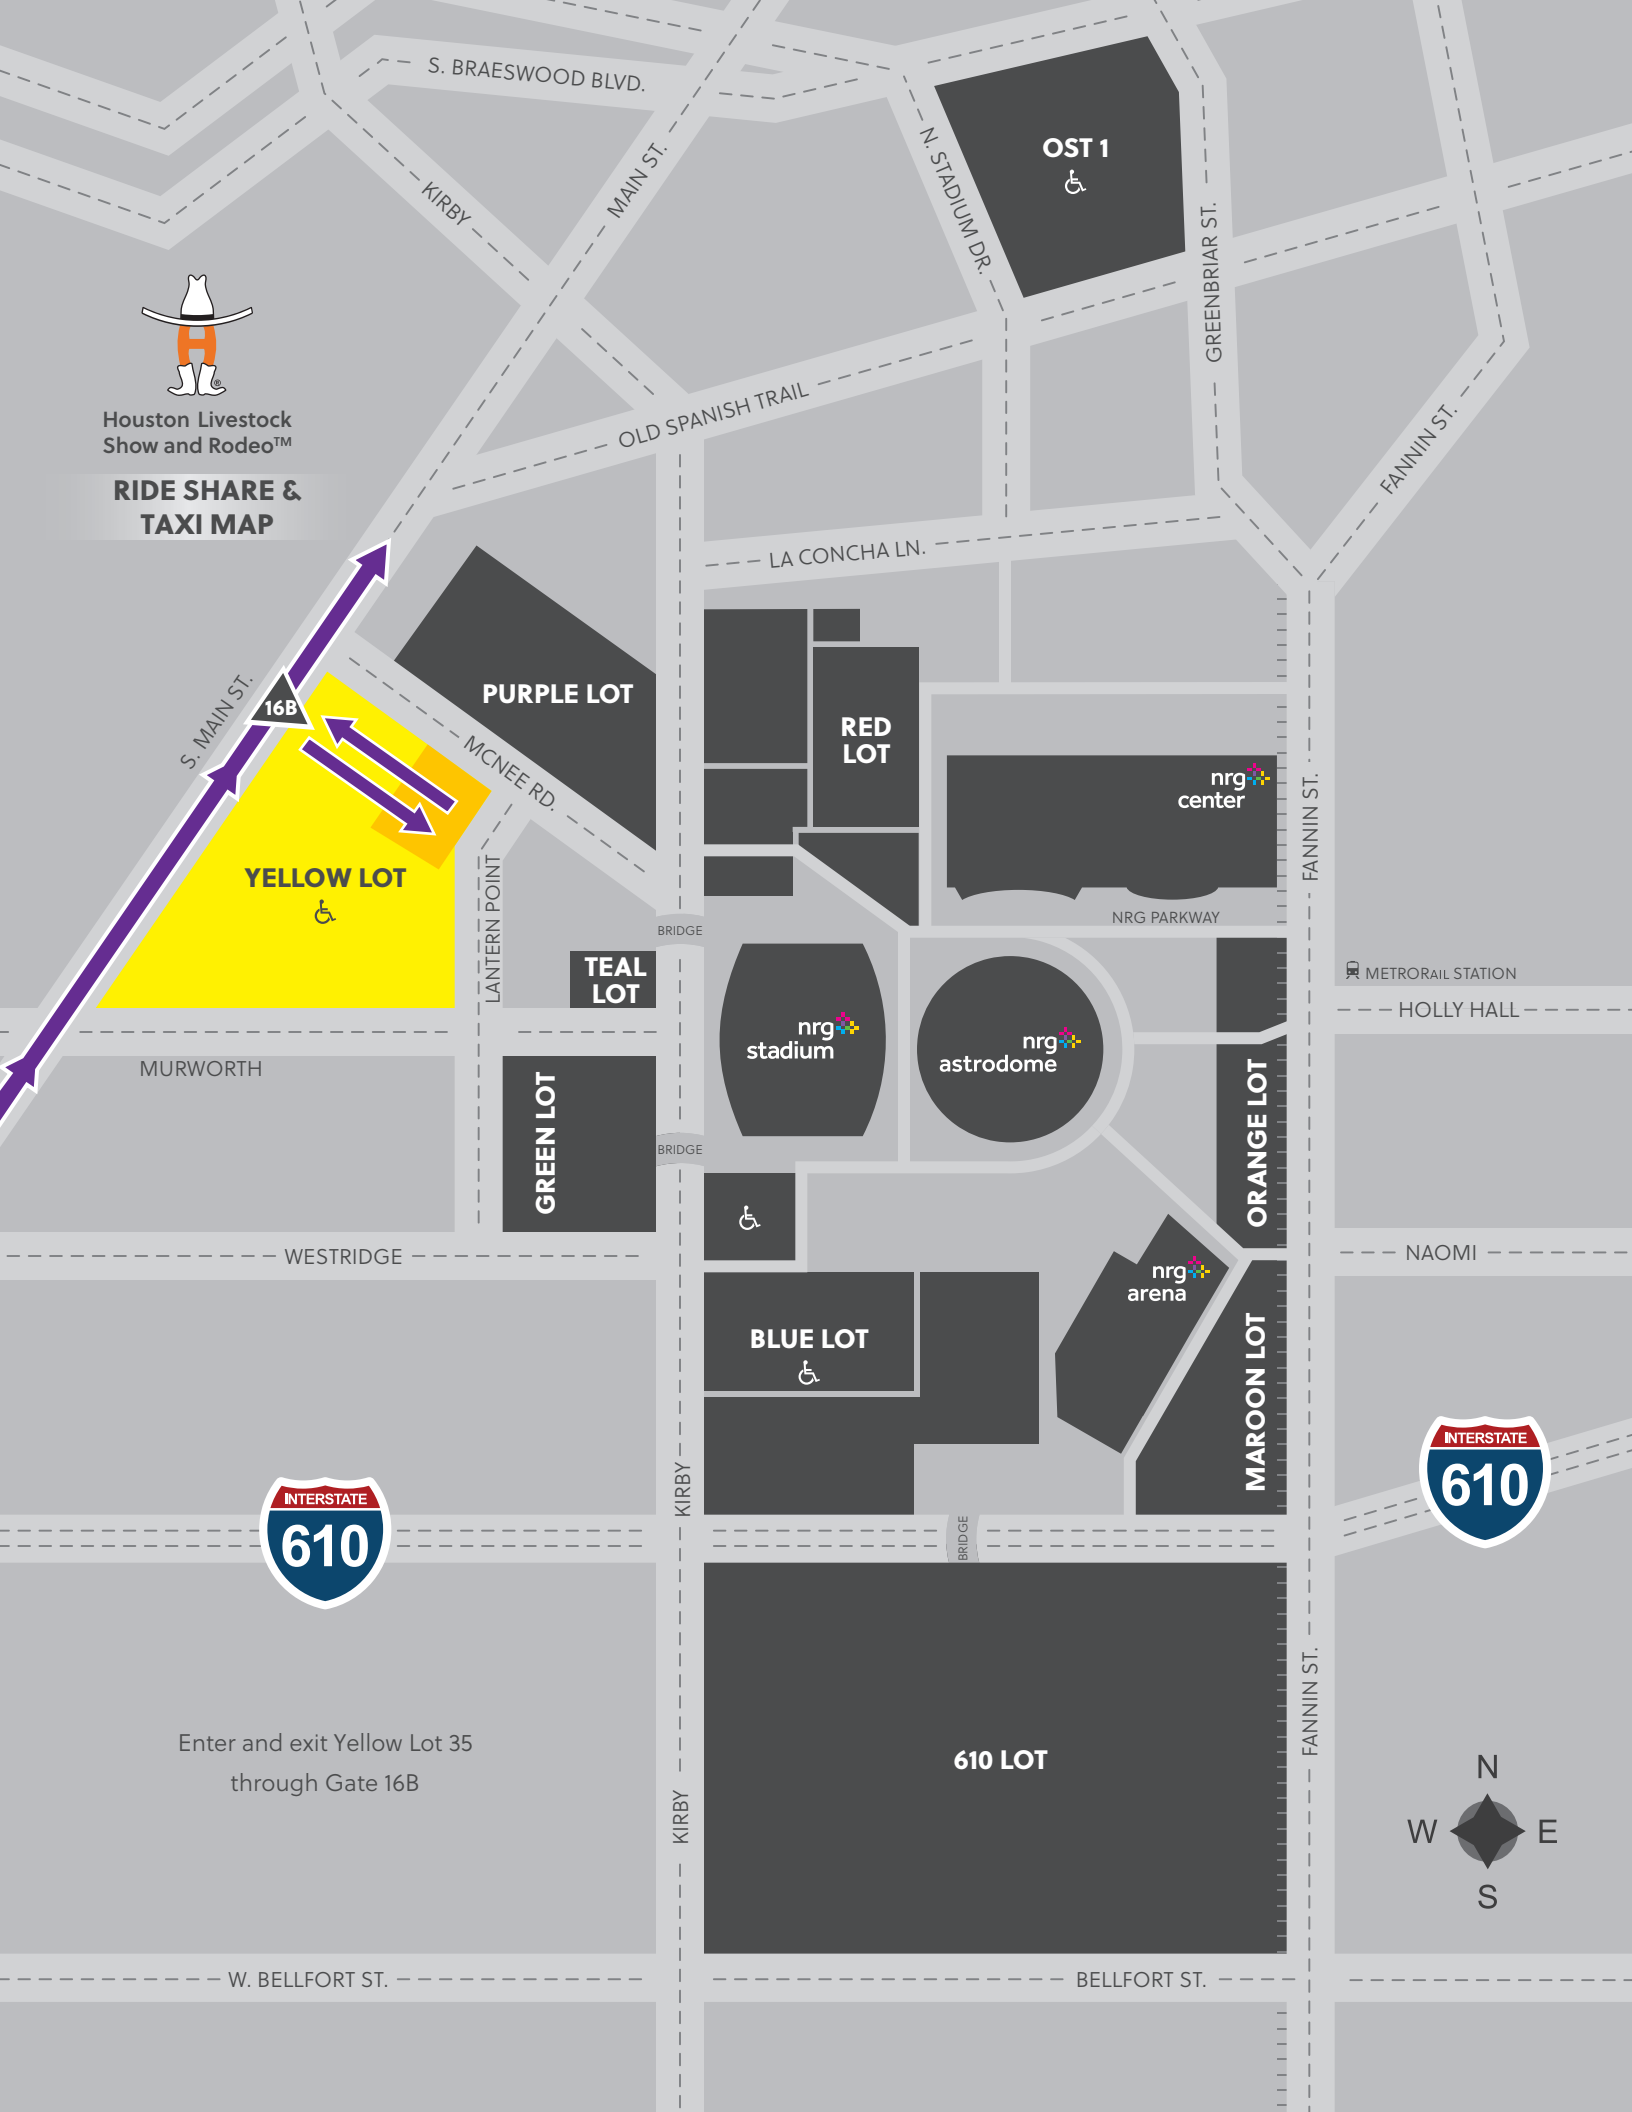 S. BRAESWOOD BLVD.
MAIN ST.
KIRBY
N. STADIUM DR.
OST 1
GREENBRIAR ST.
®
Houston Livestock
Show and Rodeo™
RIDE SHARE &
TAXI MAP
OLD SPANISH TRAIL
FANNIN ST.
LA CONCHA LN.
S. MAIN ST.
16B
PURPLE LOT
MCNEE RD.
RED
LOT
nrg
center
FANNIN ST.
YELLOW LOT
LANTERN POINT
BRIDGE
NRG PARKWAY
TEAL
LOT
METRORAIL STATION
HOLLY HALL
nrg
stadium
nrg
astrodome
MURWORTH
GREEN LOT
BRIDGE
ORANGE LOT
WESTRIDGE
NAOMI
nrg
arena
BLUE LOT
MAROON LOT
KIRBY
INTERSTATE
610
INTERSTATE
610
BRIDGE
FANNIN ST.
Enter and exit Yellow Lot 35
through Gate 16B
610 LOT
KIRBY
N
W
E
S
W. BELLFORT ST.
BELLFORT ST.